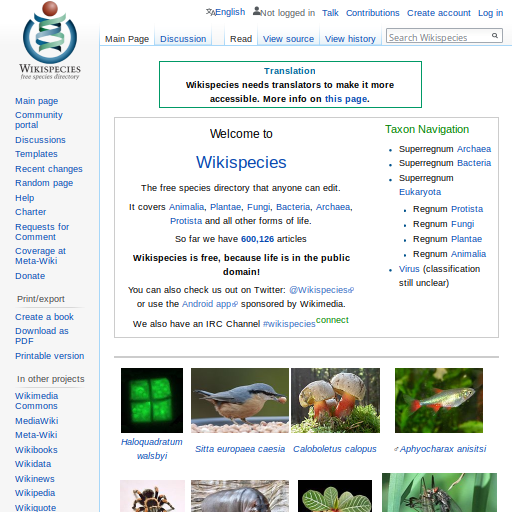 English Not logged in Talk Contributions Create account Log in
Main Page Discussion Read View source View history Search Wikispecies
WIKISPECIES
free species directory
Main page
Community
portal
Discussions
Templates
Recent changes
Random page
Help
Charter
Requests for
Comment
Coverage at
Meta-Wiki
Donate
Print/export
Create a book
Download as
PDF
Printable version
In other projects
Wikimedia
Commons
MediaWiki
Meta-Wiki
Wikibooks
Wikidata
Wikinews
Wikipedia
Wikiquote
Translation
Wikispecies needs translators to make it more
accessible. More info on this page.
Welcome to
Wikispecies
The free species directory that anyone can edit.
It covers Animalia, Plantae, Fungi, Bacteria, Archaea,
Protista and all other forms of life.
So far we have 600,126 articles
Wikispecies is free, because life is in the public
domain!
You can also check us out on Twitter: @Wikispecies
or use the Android app sponsored by Wikimedia.
We also have an IRC Channel #wikispecies connect
Taxon Navigation
Superregnum Archaea
Superregnum Bacteria
Superregnum
Eukaryota
Regnum Protista
Regnum Fungi
Regnum Plantae
Regnum Animalia
Virus (classification
still unclear)
Haloquadratum
walsbyi
Sitta europaea caesia
Caloboletus calopus
♂Aphyocharax anisitsi